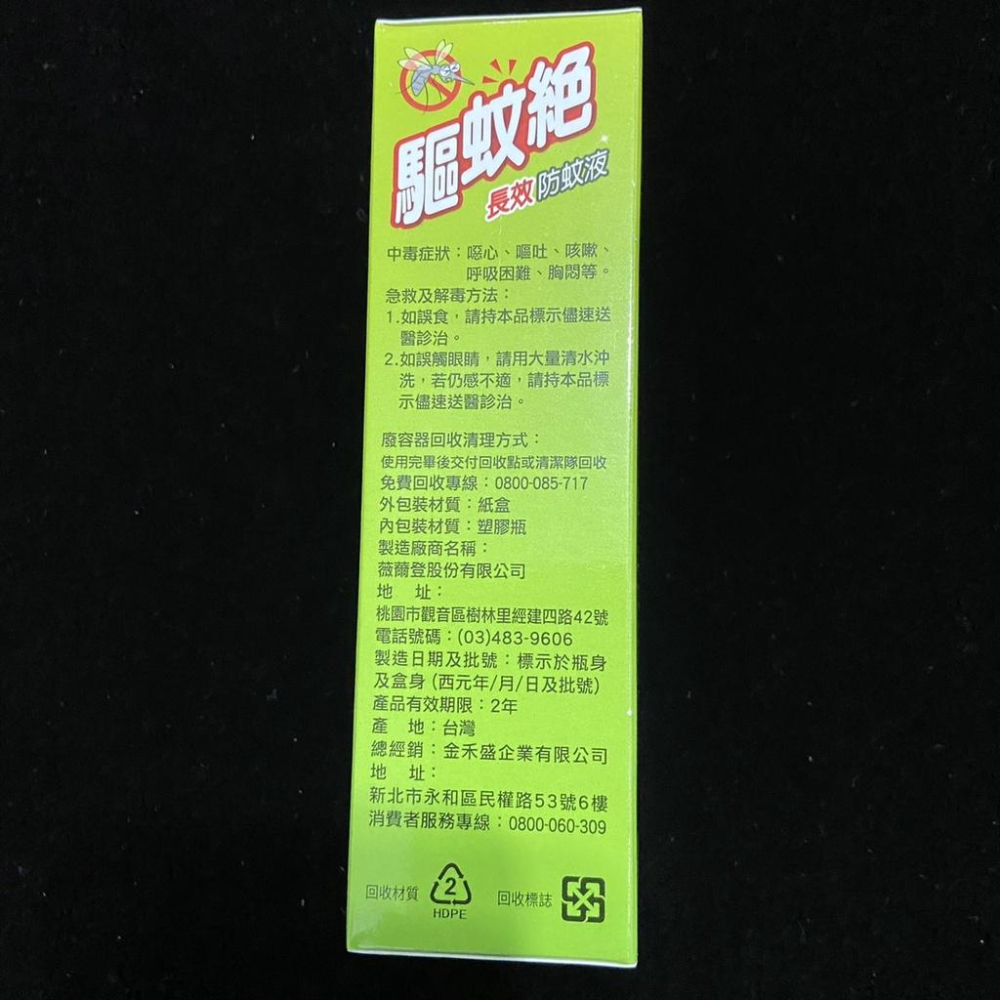 驅蚊絕
長效防蚊液
中毒症狀：噁心、嘔吐、咳嗽、
呼吸困難、胸悶等。
急救及解毒方法：
1.如誤食，請持本品標示儘速送
醫診治。
2.如誤觸眼睛，請用大量清水沖
洗，若仍感不適，請持本品標
示儘速送醫診治。
廢容器回收清理方式：
使用完畢後交付回收點或清潔隊回收
免費回收專線：0800-085-717
外包裝材質：紙盒
內包裝材質：塑膠瓶
製造廠商名稱：
薇爾登股份有限公司
地　址：
桃園市觀音區樹林里經建四路42號
電話號碼：(03)483-9606
製造日期及批號：標示於瓶身
及盒身 (西元年/月/日及批號)
產品有效期限：2年
產　地：台灣
總經銷：金禾盛企業有限公司
地　址：
新北市永和區民權路53號6樓
消費者服務專線：0800-060-309
回收材質 2 HDPE 回收標誌